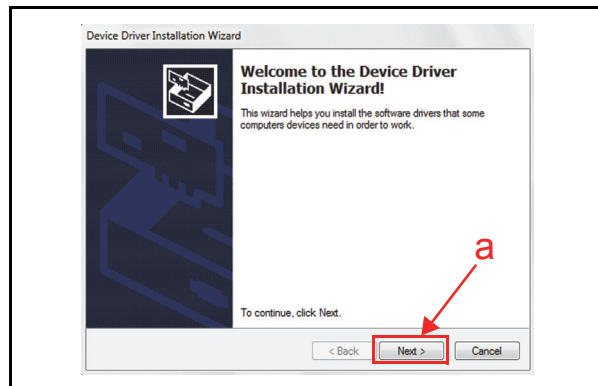 Device Driver Installation Wizard
Welcome to the Device Driver
Installation Wizard!
This wizard helps you install the software drivers that some
computers devices need in order to work.
a
To continue, click Next.
< Back
Next >
Cancel